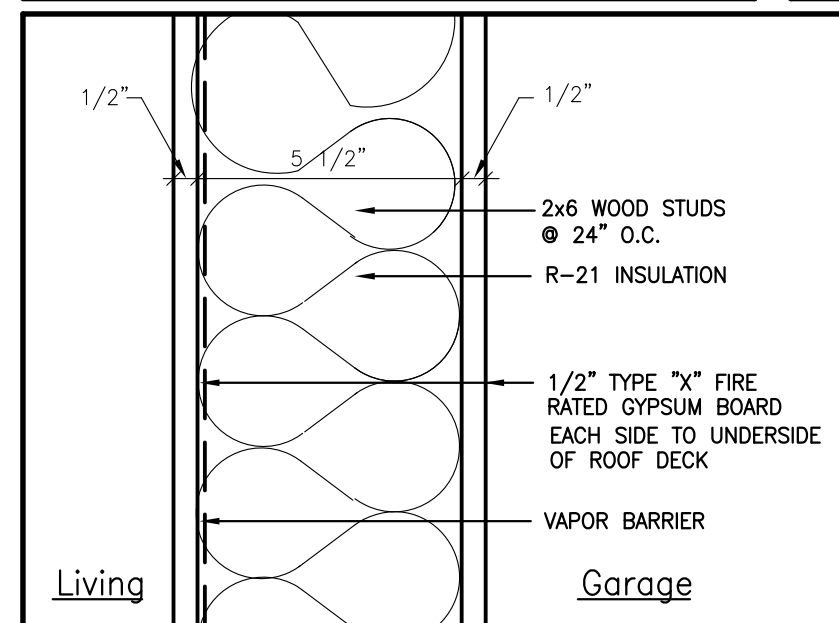 1/2"
1/2"
5 1/2"
2x6 WOOD STUDS
@ 24" O.C.
R-21 INSULATION
1/2" TYPE "X" FIRE
RATED GYPSUM BOARD
EACH SIDE TO UNDERSIDE
OF ROOF DECK
VAPOR BARRIER
Living
Garage